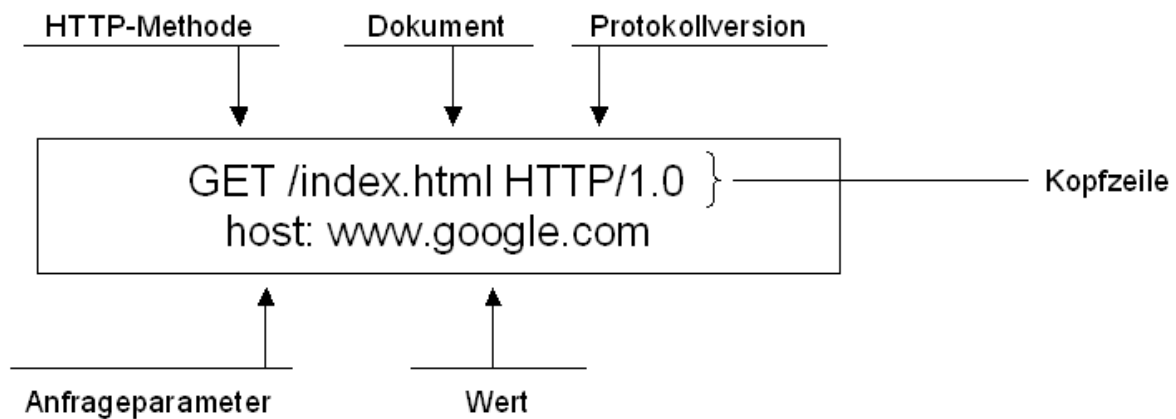 HTTP-Methode Dokument Protokollversion
GET /index.html HTTP/1.0
Kopfzeile
host: www.google.com
Anfrageparameter Wert